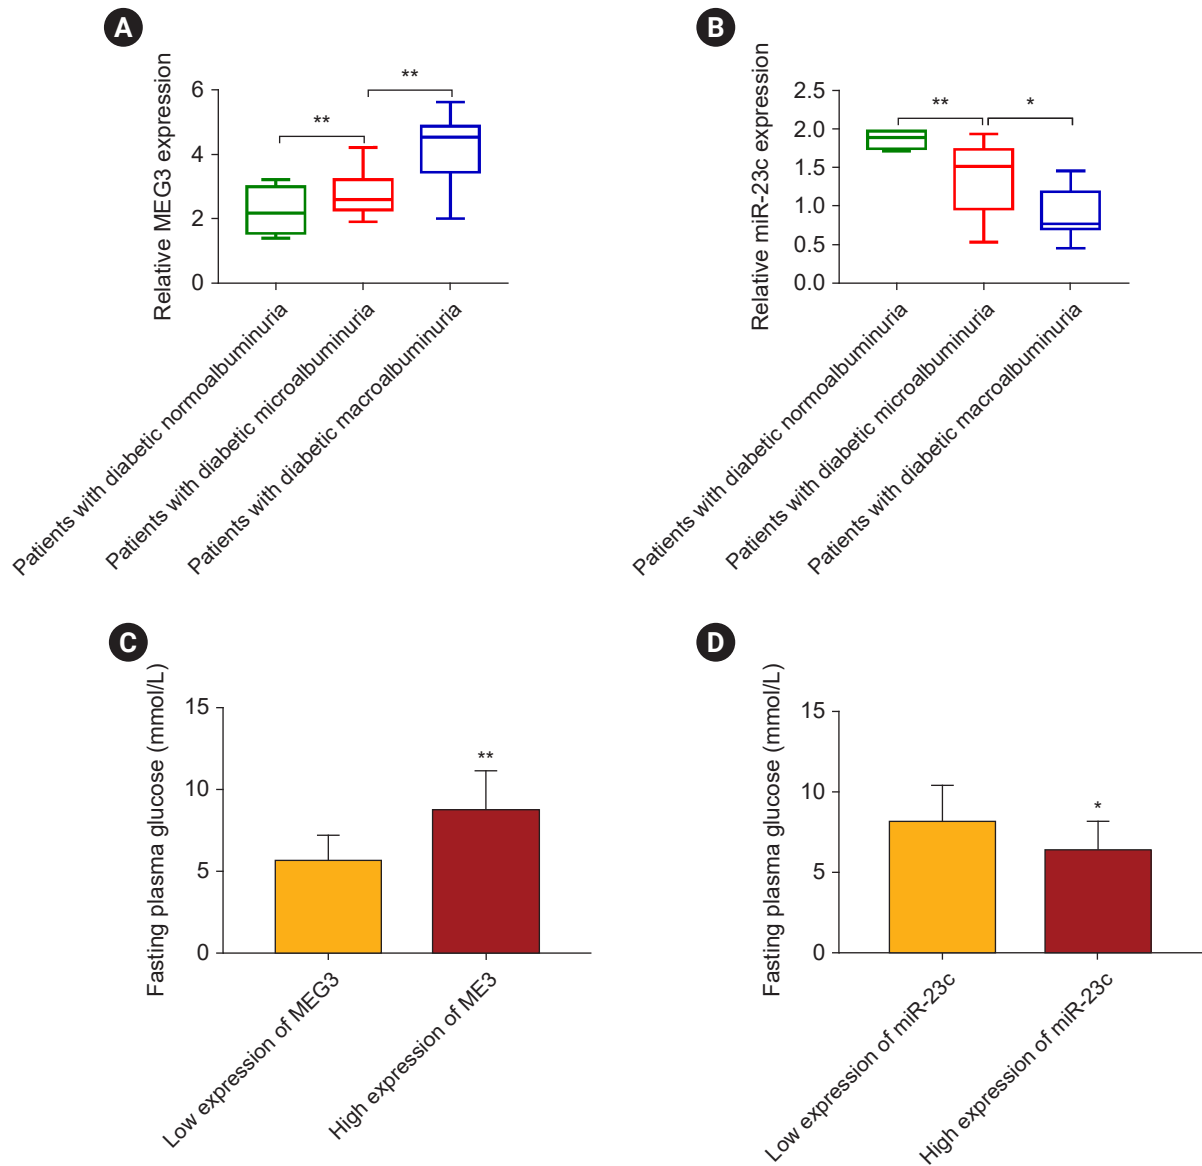 A
Relative MEG3 expression
6
4
2
0
**
**
Patients with diabetic normoalbuminuria
Patients with diabetic microalbuminuria
Patients with diabetic macroalbuminuria
B
Relative miR-23c expression
2.5
2.0
1.5
1.0
0.5
0.0
**
*
Patients with diabetic normoalbuminuria
Patients with diabetic microalbuminuria
Patients with diabetic macroalbuminuria
C
Fasting plasma glucose (mmol/L)
15
10
5
0
**
Low expression of MEG3
High expression of ME3
D
Fasting plasma glucose (mmol/L)
15
10
5
0
*
Low expression of miR-23c
High expression of miR-23c